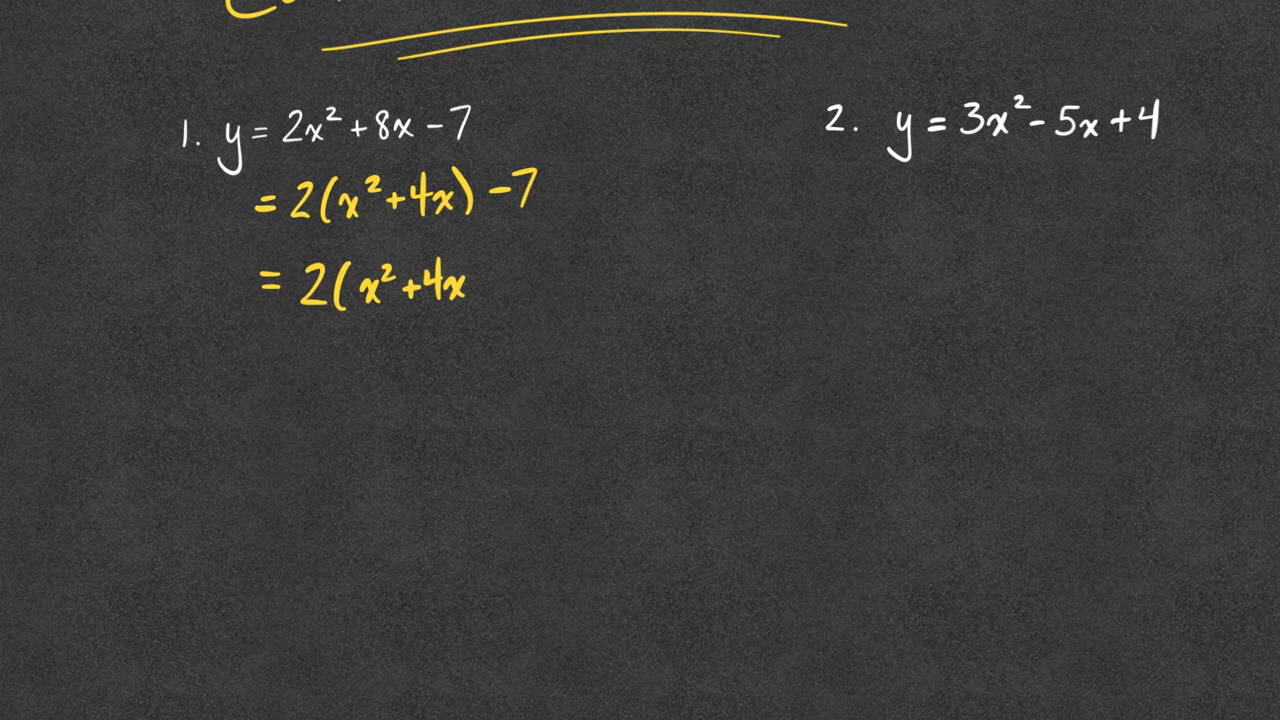 1. y = 2x² + 8x - 7
= 2(x² + 4x) - 7
= 2(x² + 4x
2. y = 3x² - 5x + 4